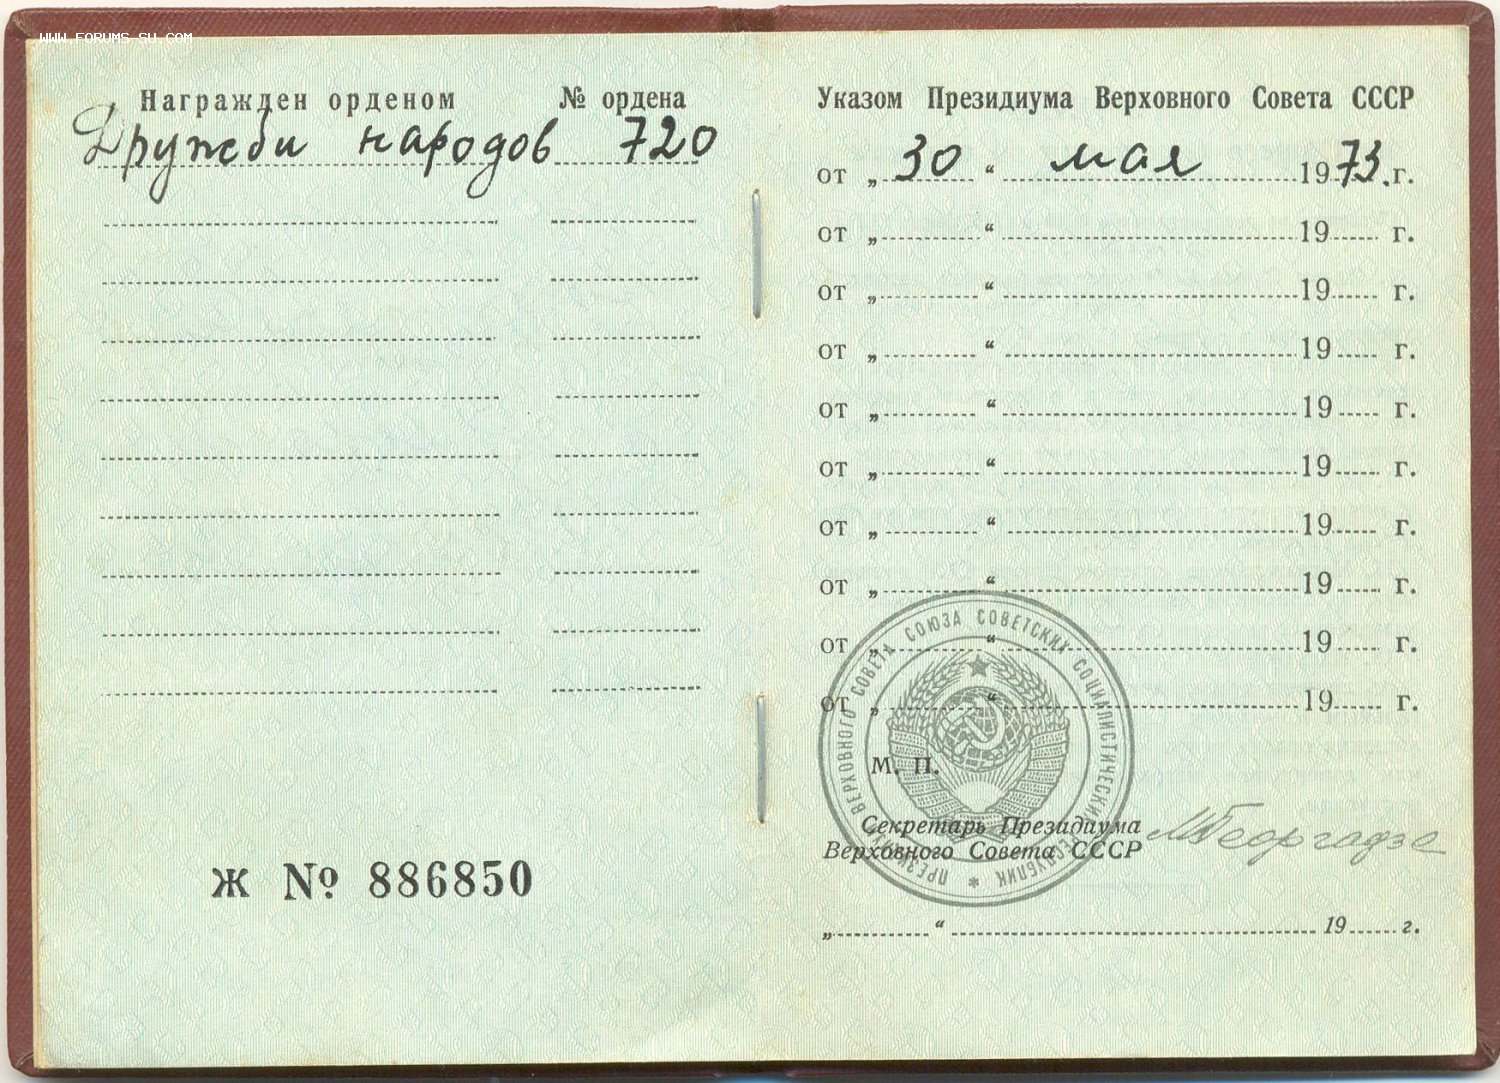 WWW.FORUMS-SU.COM
Награжден орденом № ордена
Дружбы народов 720
Ж № 886850
Указом Президиума Верховного Совета СССР
от „ 30 “ мая 1973. г.
от „ “ 19 г.
от „ “ 19 г.
от „ “ 19 г.
от „ “ 19 г.
от „ “ 19 г.
от „ “ 19 г.
от „ “ 19 г.
от „ “ 19 г.
от „ “ 19 г.
ПРЕЗИДИУМ ВЕРХОВНОГО СОВЕТА СОЮЗА СОВЕТСКИХ СОЦИАЛИСТИЧЕСКИХ РЕСПУБЛИК *
М. П.
Секретарь Президиума
Верховного Совета СССР
МГеоргадзе
„ “ 19 г.